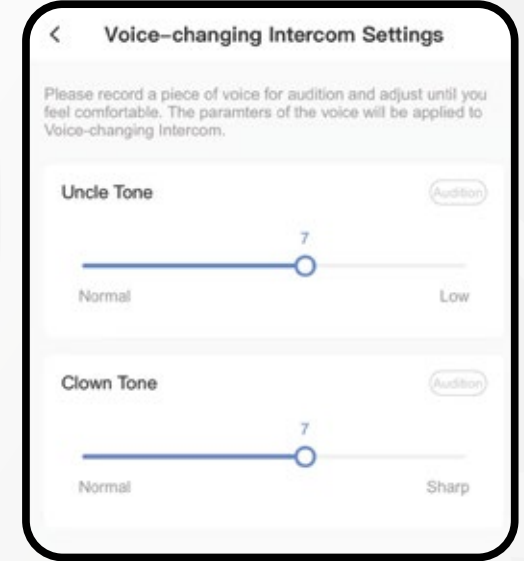 Voice-changing Intercom Settings
Please record a piece of voice for audition and adjust until you
feel comfortable. The paramters of the voice will be applied to
Voice-changing Intercom.
Uncle Tone
Audition
7
Normal
Low
Clown Tone
Audition
7
Normal
Sharp